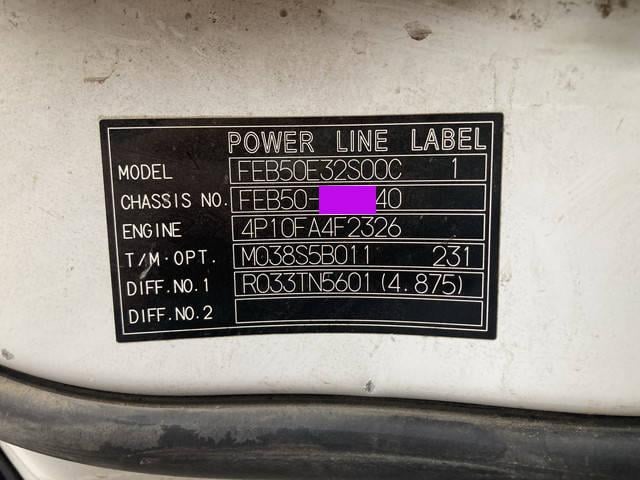 POWER LINE LABEL
MODEL FEB50E32S00C 1
CHASSIS NO. FEB50- 40
ENGINE 4P10FA4F2326
T/M·OPT. M038S5B011 231
DIFF.NO.1 R033TN5601(4.875)
DIFF.NO.2